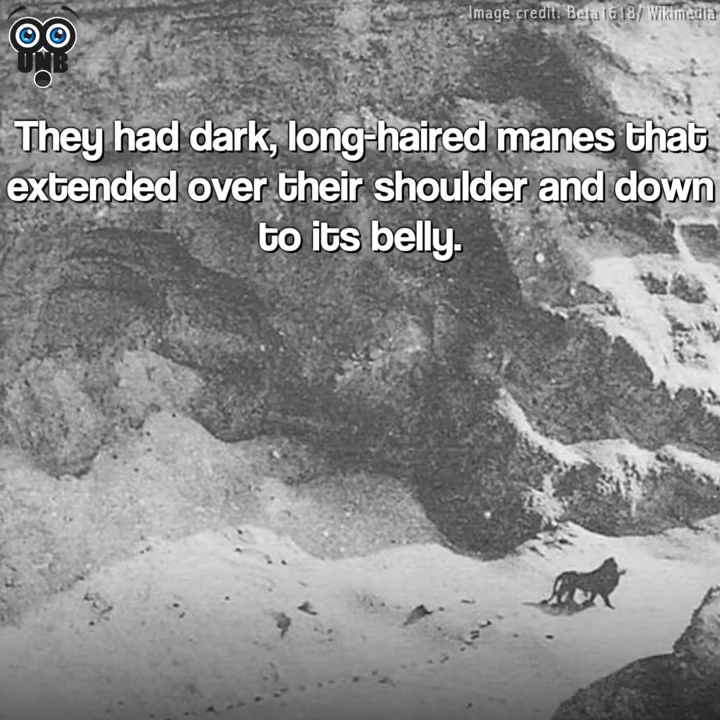 Image credit: Beta1618/ Wikimedia
UNB
They had dark, long-haired manes that
extended over their shoulder and down
to its belly.